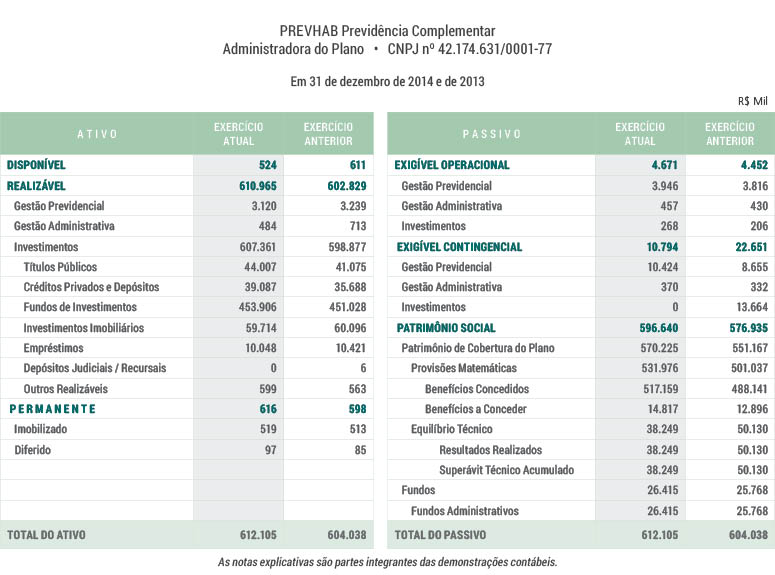 PREVHAB Previdência Complementar
Administradora do Plano • CNPJ nº 42.174.631/0001-77
Em 31 de dezembro de 2014 e de 2013
R$ Mil
ATIVO EXERCÍCIO ATUAL EXERCÍCIO ANTERIOR
DISPONÍVEL 524 611
REALIZÁVEL 610.965 602.829
Gestão Previdencial 3.120 3.239
Gestão Administrativa 484 713
Investimentos 607.361 598.877
Títulos Públicos 44.007 41.075
Créditos Privados e Depósitos 39.087 35.688
Fundos de Investimentos 453.906 451.028
Investimentos Imobiliários 59.714 60.096
Empréstimos 10.048 10.421
Depósitos Judiciais / Recursais 0 6
Outros Realizáveis 599 563
PERMANENTE 616 598
Imobilizado 519 513
Diferido 97 85
TOTAL DO ATIVO 612.105 604.038
PASSIVO EXERCÍCIO ATUAL EXERCÍCIO ANTERIOR
EXIGÍVEL OPERACIONAL 4.671 4.452
Gestão Previdencial 3.946 3.816
Gestão Administrativa 457 430
Investimentos 268 206
EXIGÍVEL CONTINGENCIAL 10.794 22.651
Gestão Previdencial 10.424 8.655
Gestão Administrativa 370 332
Investimentos 0 13.664
PATRIMÔNIO SOCIAL 596.640 576.935
Patrimônio de Cobertura do Plano 570.225 551.167
Provisões Matemáticas 531.976 501.037
Benefícios Concedidos 517.159 488.141
Benefícios a Conceder 14.817 12.896
Equilíbrio Técnico 38.249 50.130
Resultados Realizados 38.249 50.130
Superávit Técnico Acumulado 38.249 50.130
Fundos 26.415 25.768
Fundos Administrativos 26.415 25.768
TOTAL DO PASSIVO 612.105 604.038
As notas explicativas são partes integrantes das demonstrações contábeis.